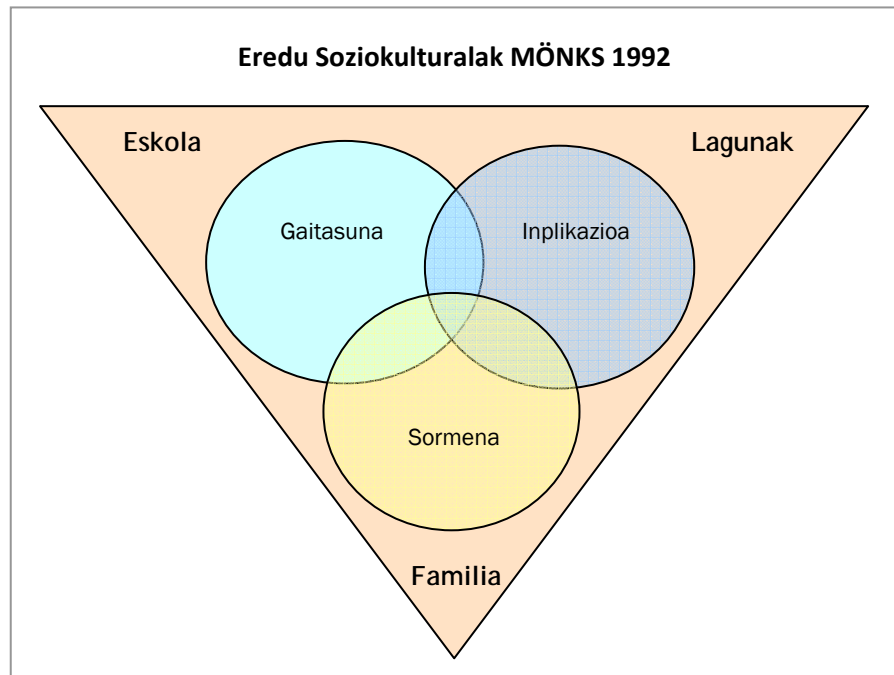 Eredu Soziokulturalak MÖNKS 1992
Eskola
Lagunak
Gaitasuna
Inplikazioa
Sormena
Familia